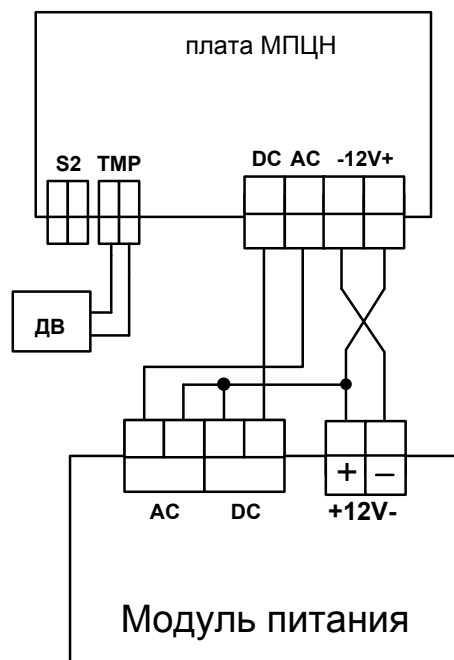 плата МПЦН
S2 TMP DC AC -12V+
ДВ
+ –
AC DC +12V-
Модуль питания